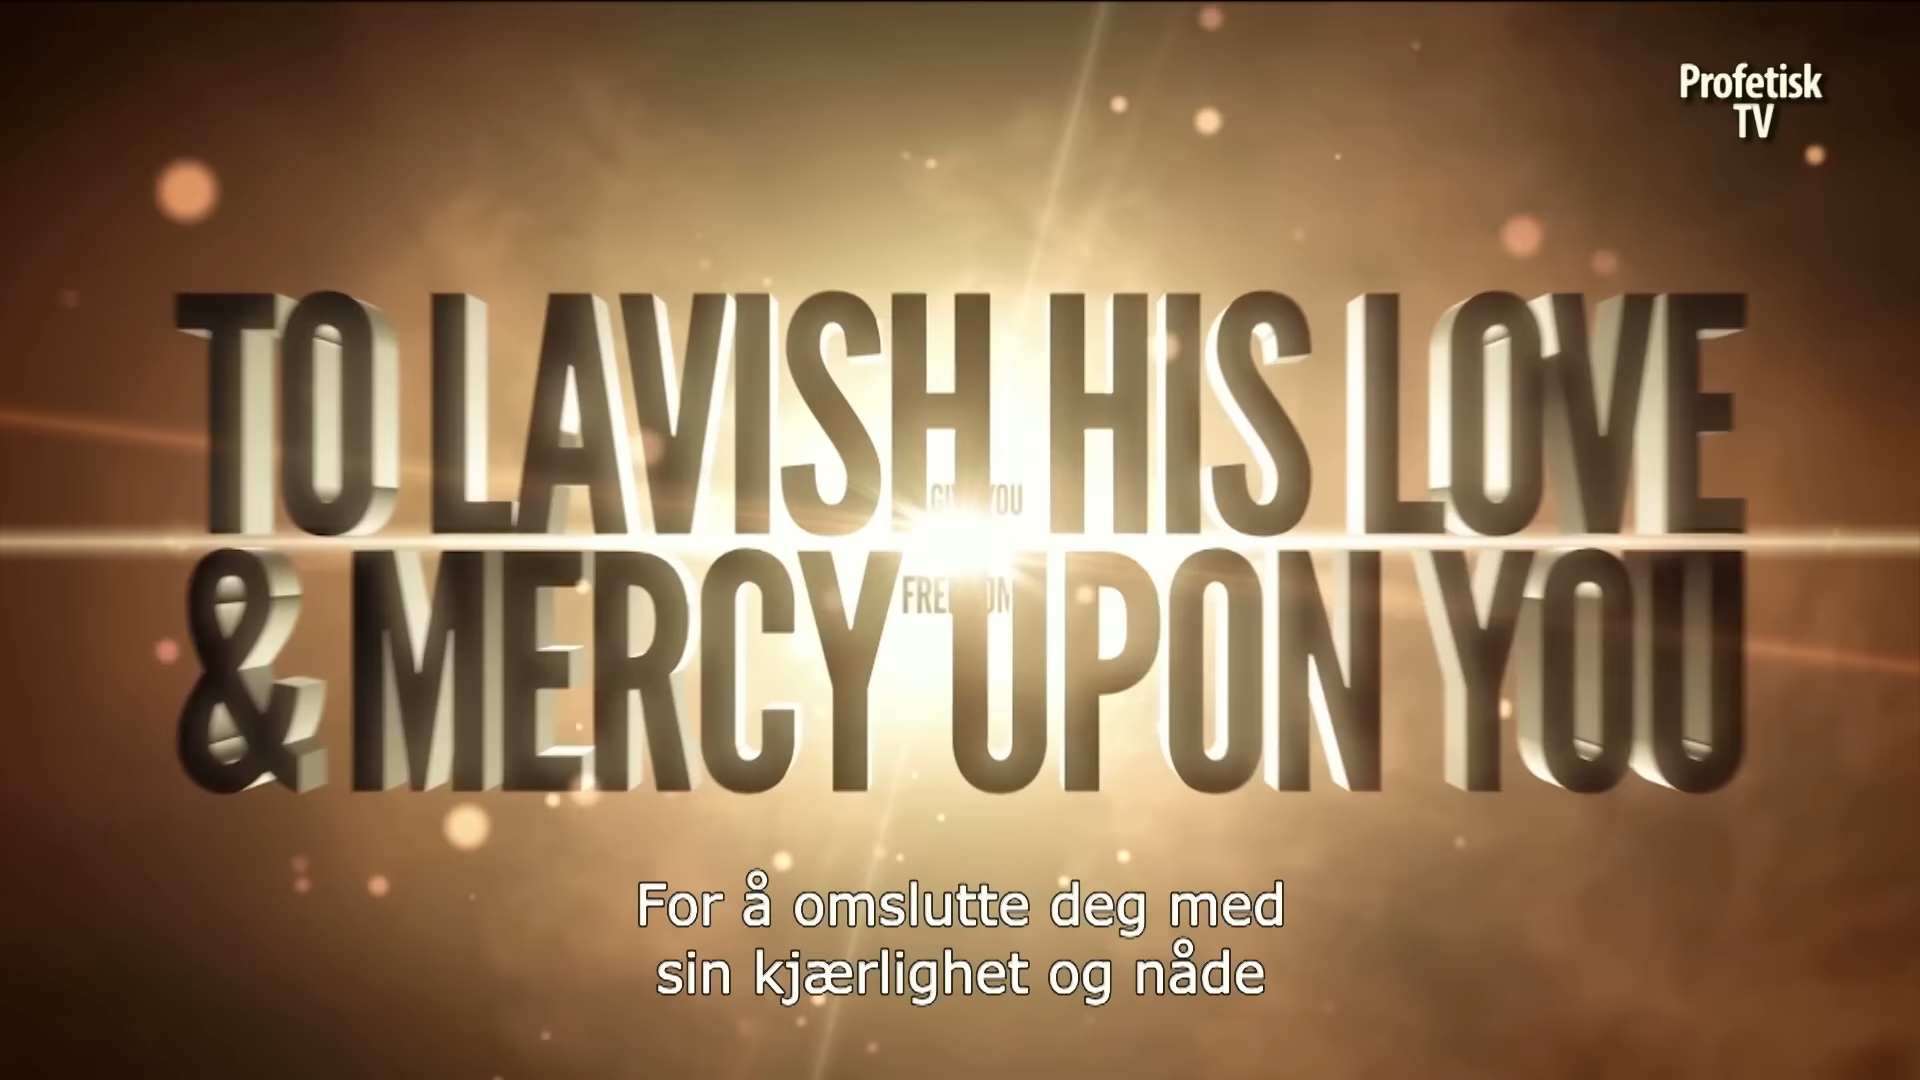 Profetisk
TV
TO LAVISH HIS LOVE
& MERCY UPON YOU
For å omslutte deg med
sin kjærlighet og nåde